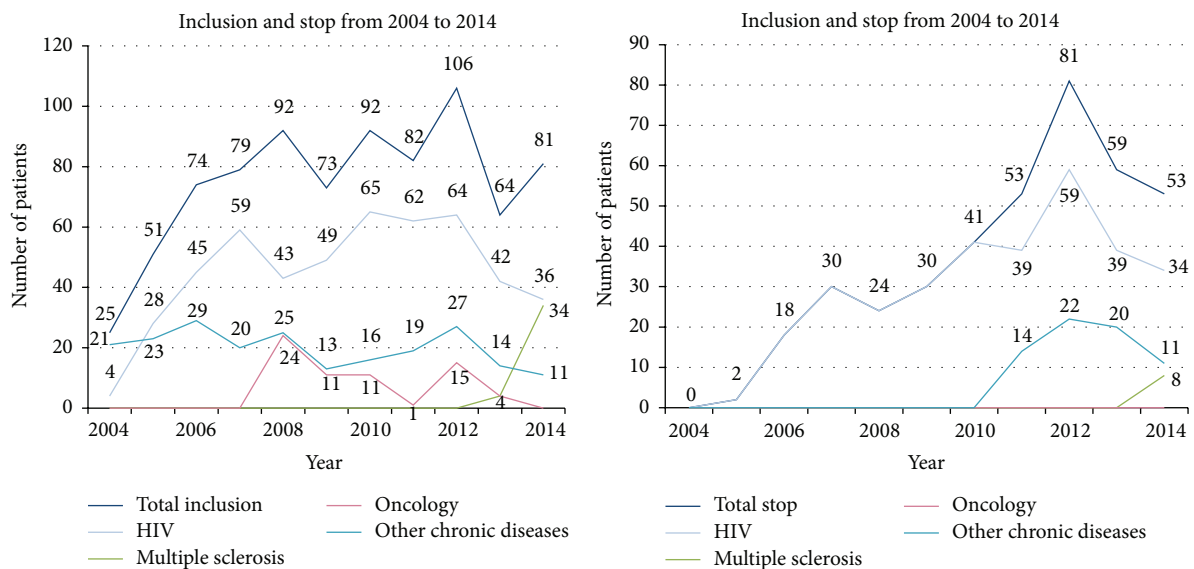 Inclusion and stop from 2004 to 2014
120
100
80
60
40
20
0
Number of patients
25 51 74 79 92 73 92 82 106 64 81
4 28 45 59 43 49 65 62 64 42 36
21 23 29 20 25 13 16 19 27 14 11
24 11 11 1 15 4
34
2004 2006 2008 2010 2012 2014
Year
Total inclusion
HIV
Multiple sclerosis
Oncology
Other chronic diseases
Inclusion and stop from 2004 to 2014
90
80
70
60
50
40
30
20
10
0
Number of patients
0 2 18 30 24 30 41 53 81 59 53
39 59 39 34
14 22 20 11
8
2004 2006 2008 2010 2012 2014
Year
Total stop
HIV
Multiple sclerosis
Oncology
Other chronic diseases